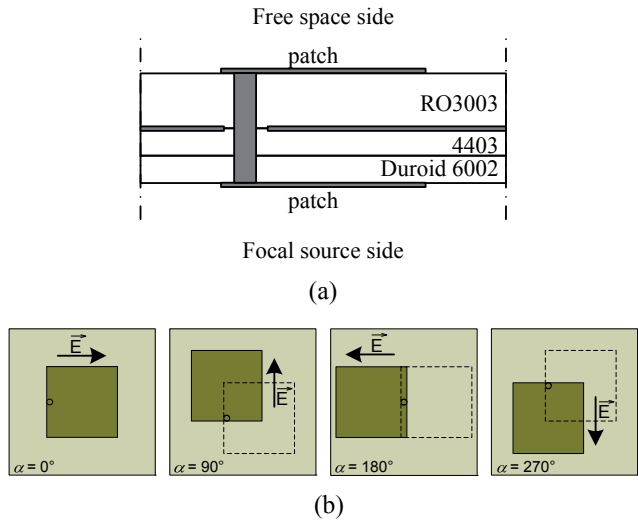 Free space side
patch
RO3003
4403
Duroid 6002
patch
Focal source side
(a)
E
α = 0°
E
α = 90°
E
α = 180°
E
α = 270°
(b)